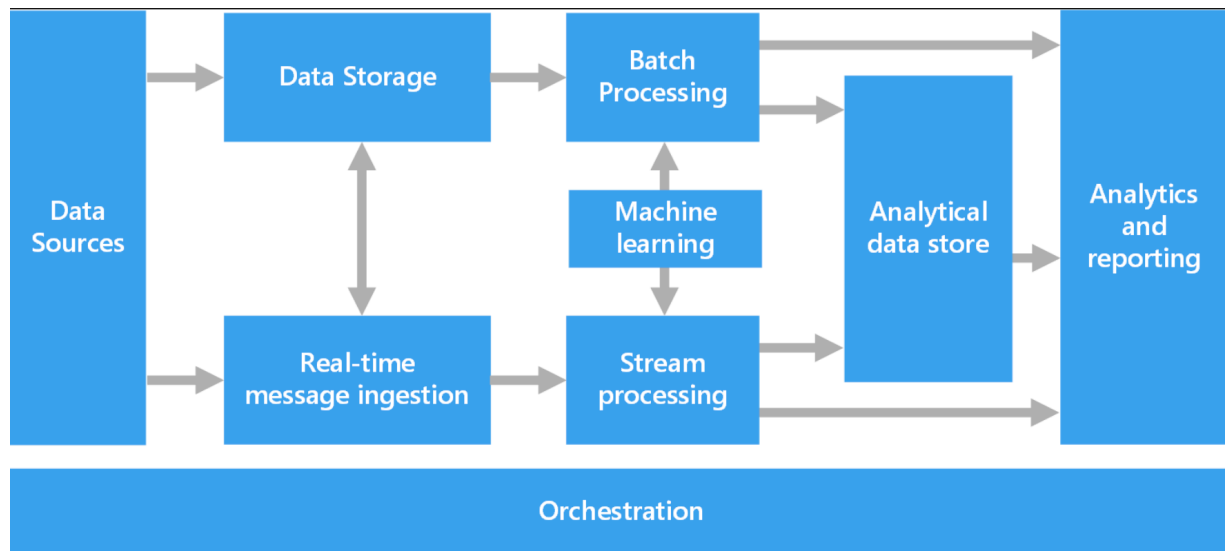 Data
Sources
Data Storage
Batch
Processing
Machine
learning
Analytical
data store
Analytics
and
reporting
Real-time
message ingestion
Stream
processing
Orchestration